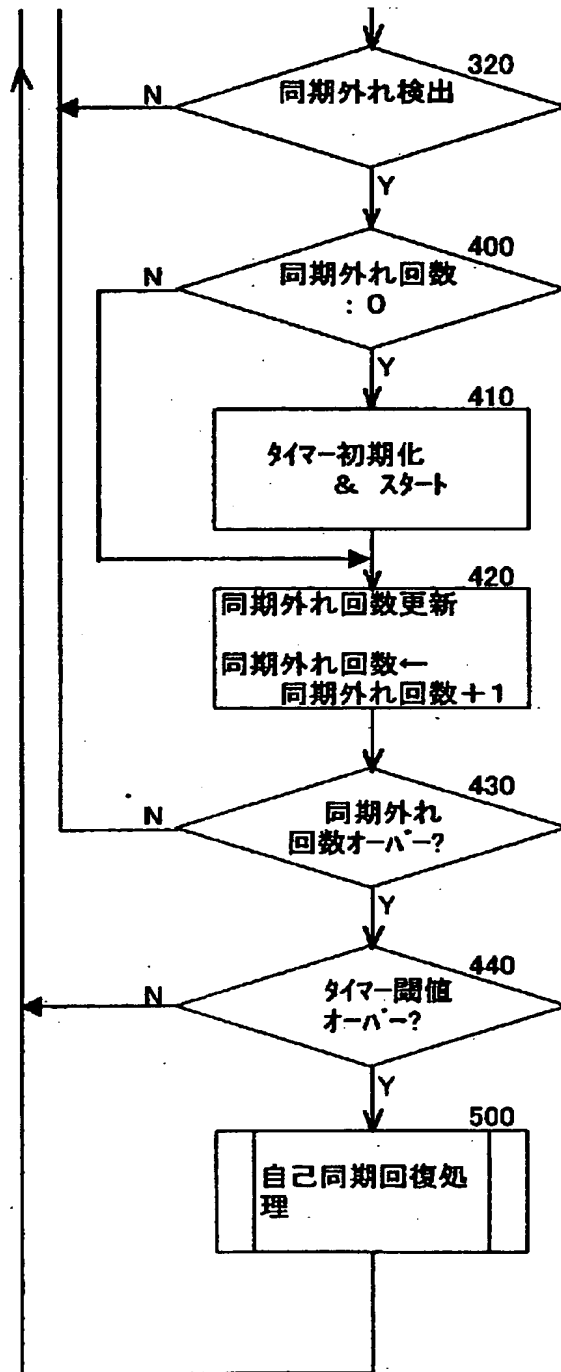 320
同期外れ検出
N
Y
400
同期外れ回数
: 0
N
Y
410
ﾀｲﾏｰ初期化
& ｽﾀｰﾄ
420
同期外れ回数更新
同期外れ回数←
同期外れ回数+1
430
同期外れ
回数ｵｰﾊﾞｰ?
N
Y
440
ﾀｲﾏｰ閾値
ｵｰﾊﾞｰ?
N
Y
500
自己同期回復処
理